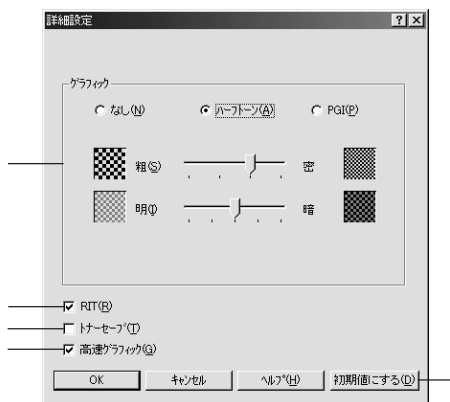 詳細設定
グラフィック
なし(N) ハーフトーン(A) PGI(P)
粗(S) 密
明(I) 暗
RIT(R)
トナーセーブ(T)
高速グラフィック(G)
OK キャンセル ヘルプ(H) 初期値にする(D)